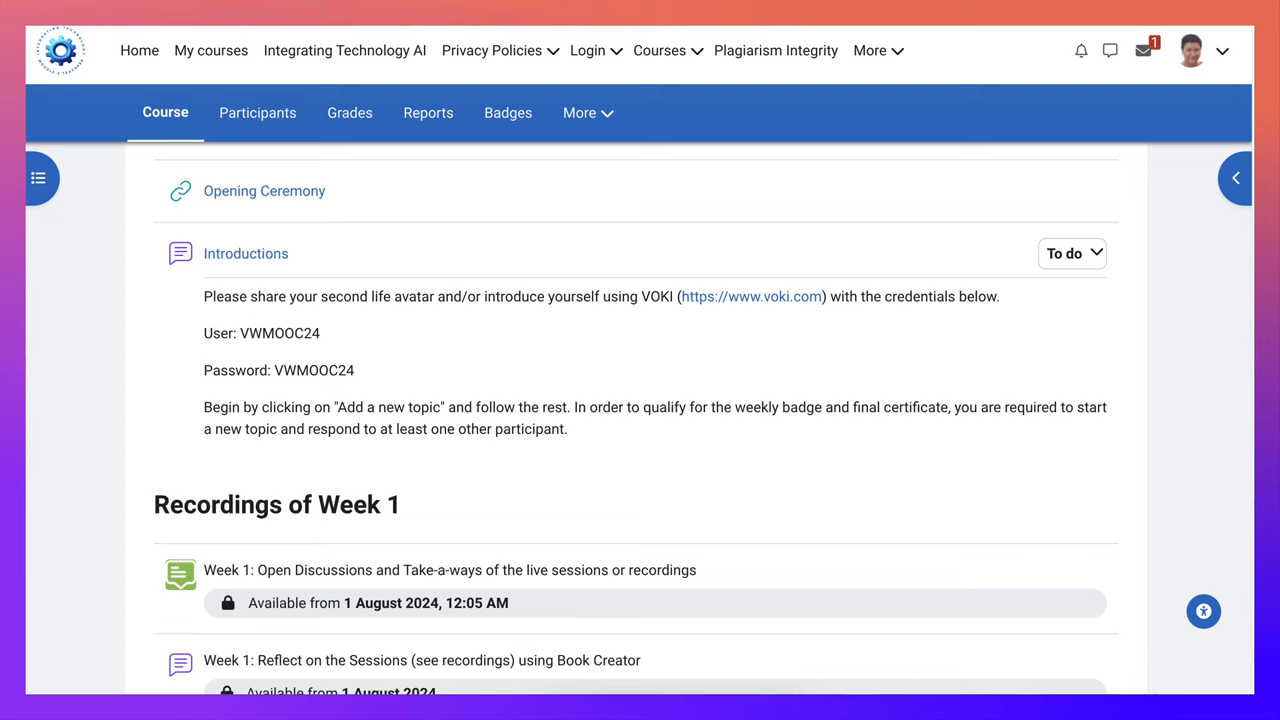 Home My courses Integrating Technology AI Privacy Policies Login Courses Plagiarism Integrity More
1
Course Participants Grades Reports Badges More
Opening Ceremony
Introductions
To do
Please share your second life avatar and/or introduce yourself using VOKI (https://www.voki.com) with the credentials below.
User: VWMOOC24
Password: VWMOOC24
Begin by clicking on "Add a new topic" and follow the rest. In order to qualify for the weekly badge and final certificate, you are required to start
a new topic and respond to at least one other participant.
Recordings of Week 1
Week 1: Open Discussions and Take-a-ways of the live sessions or recordings
Available from 1 August 2024, 12:05 AM
Week 1: Reflect on the Sessions (see recordings) using Book Creator
Available from 1 August 2024